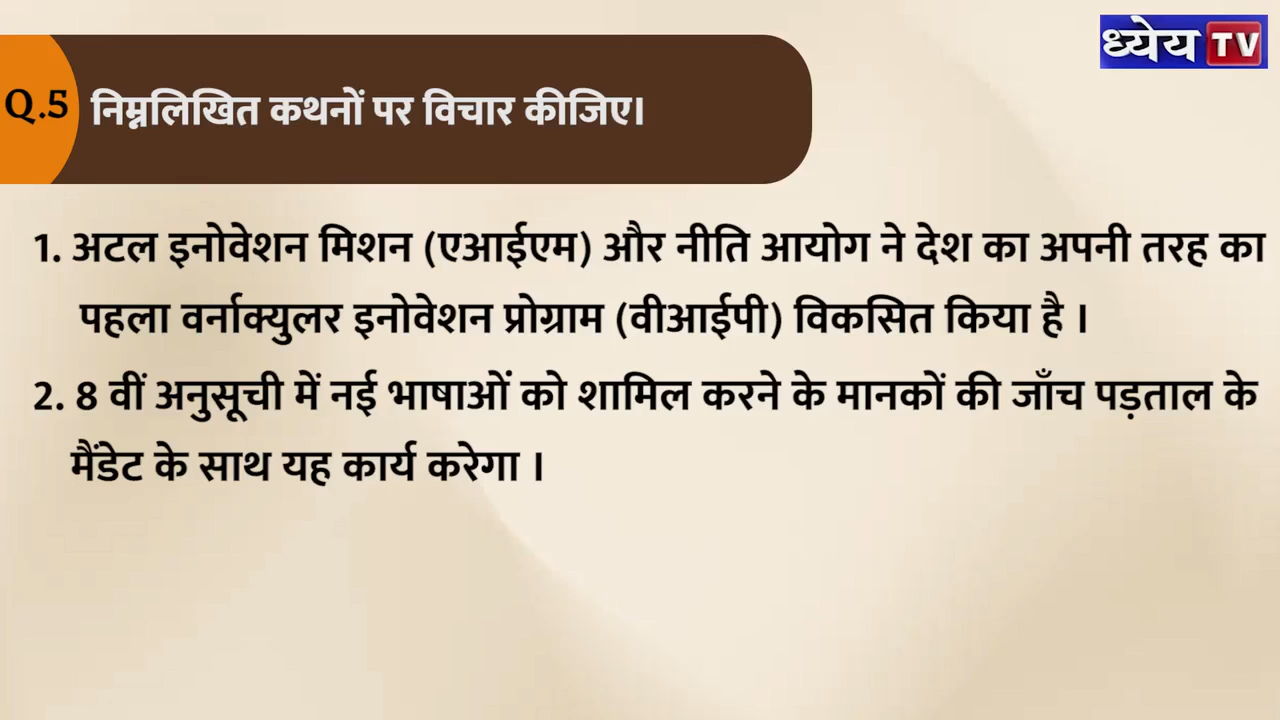 ध्येय TV
Q.5 निम्नलिखित कथनों पर विचार कीजिए।
1. अटल इनोवेशन मिशन (एआईएम) और नीति आयोग ने देश का अपनी तरह का
पहला वर्नाक्युलर इनोवेशन प्रोग्राम (वीआईपी) विकसित किया है ।
2. 8 वीं अनुसूची में नई भाषाओं को शामिल करने के मानकों की जाँच पड़ताल के
मैंडेट के साथ यह कार्य करेगा ।